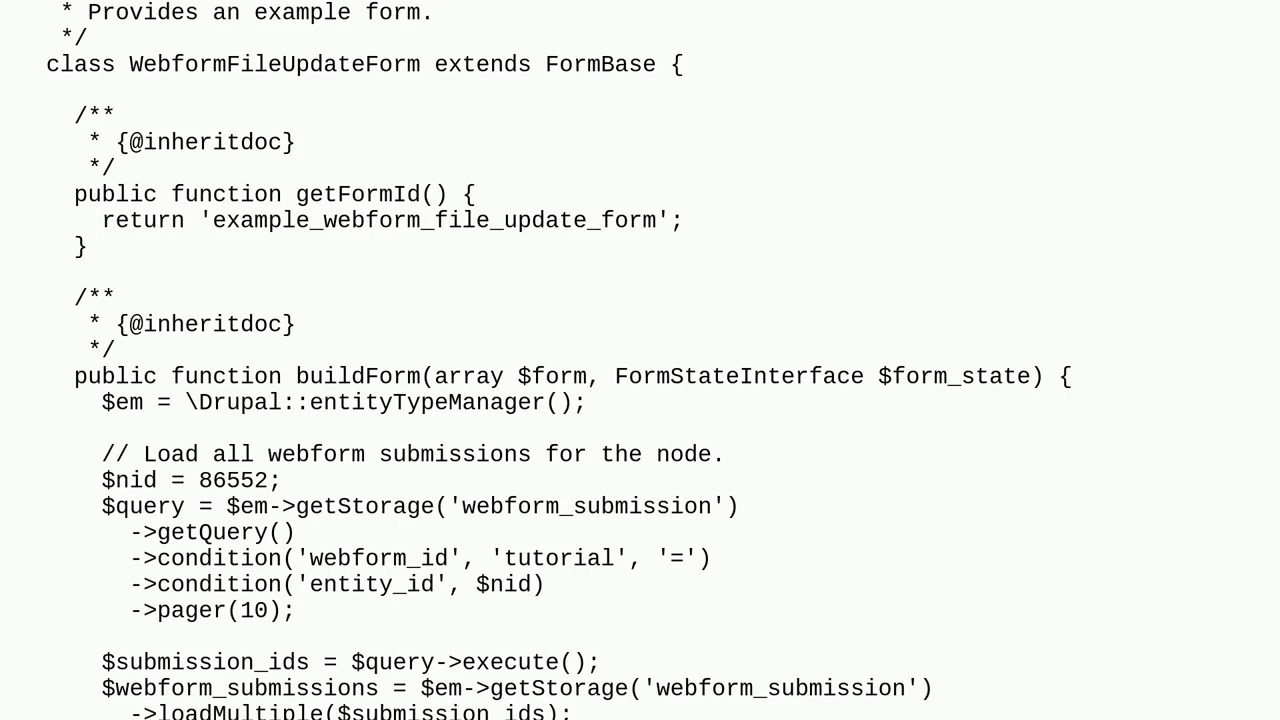 * Provides an example form.
 */
class WebformFileUpdateForm extends FormBase {

  /**
   * {@inheritdoc}
   */
  public function getFormId() {
    return 'example_webform_file_update_form';
  }

  /**
   * {@inheritdoc}
   */
  public function buildForm(array $form, FormStateInterface $form_state) {
    $em = \Drupal::entityTypeManager();

    // Load all webform submissions for the node.
    $nid = 86552;
    $query = $em->getStorage('webform_submission')
      ->getQuery()
      ->condition('webform_id', 'tutorial', '=')
      ->condition('entity_id', $nid)
      ->pager(10);

    $submission_ids = $query->execute();
    $webform_submissions = $em->getStorage('webform_submission')
      ->loadMultiple($submission_ids);